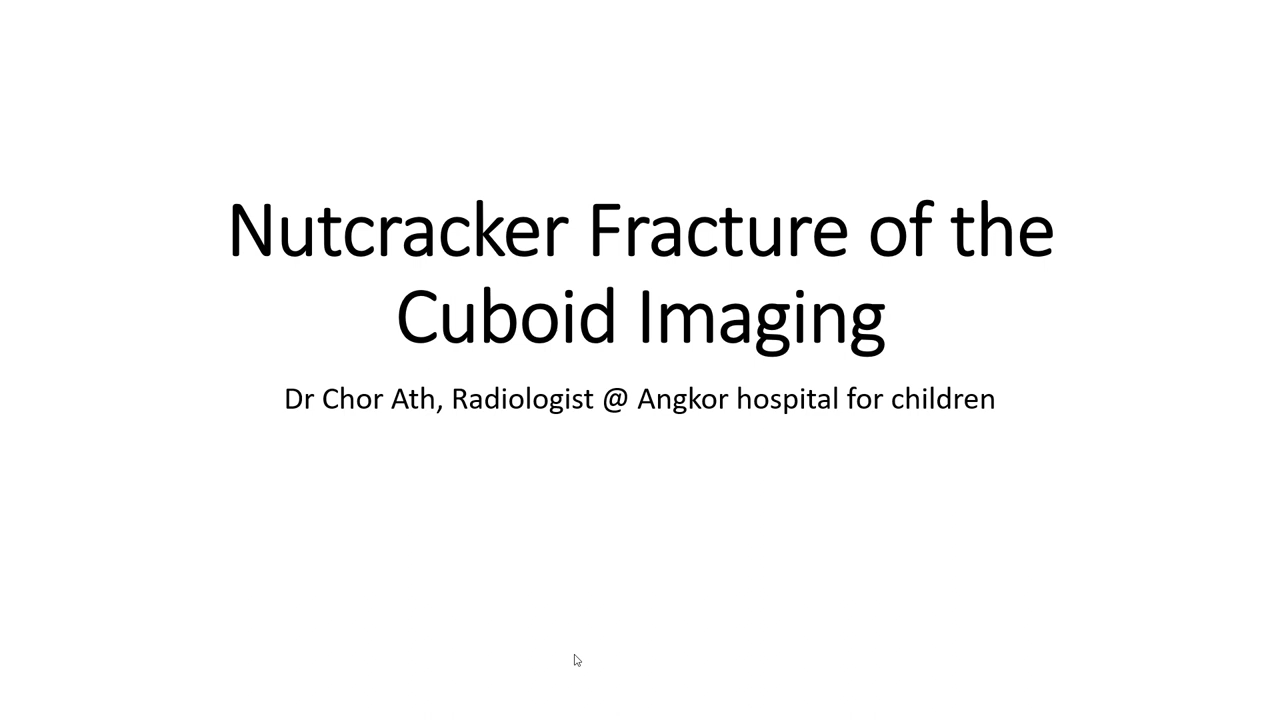 Nutcracker Fracture of the
Cuboid Imaging
Dr Chor Ath, Radiologist @ Angkor hospital for children